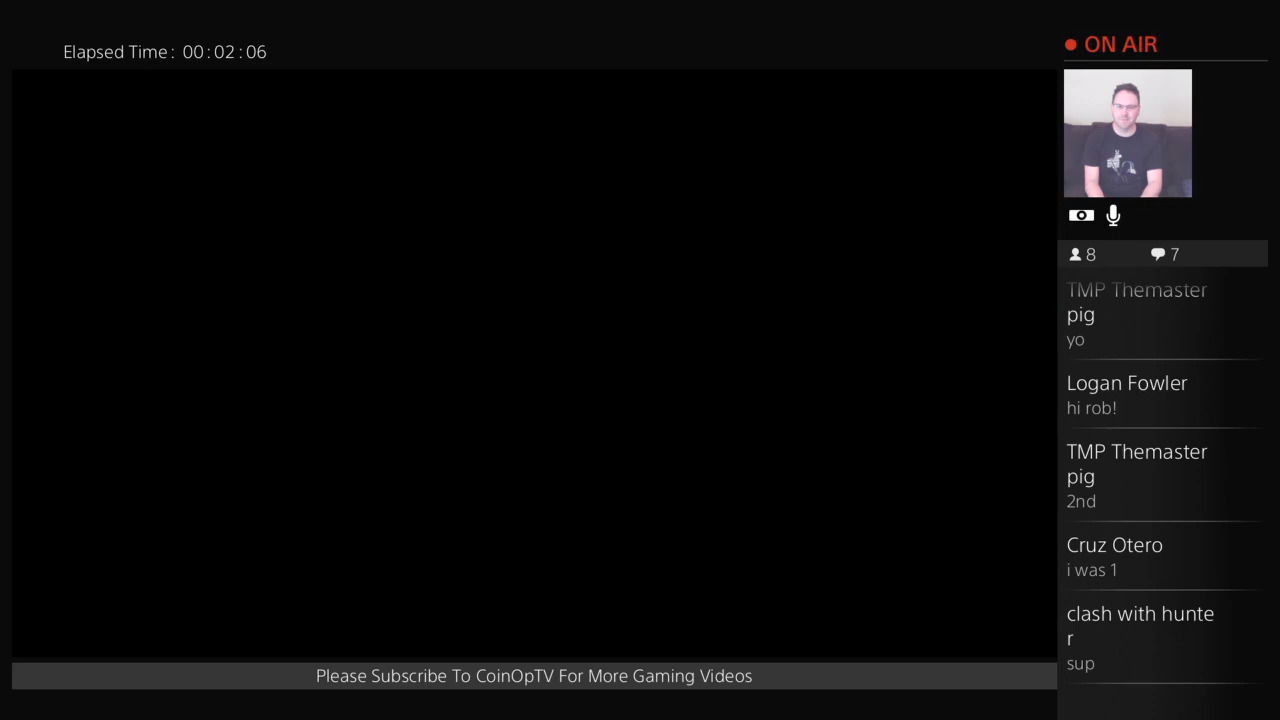 Elapsed Time: 00:02:06
ON AIR
8 7
TMP Themaster
pig
yo
Logan Fowler
hi rob!
TMP Themaster
pig
2nd
Cruz Otero
i was 1
clash with hunte
r
sup
Please Subscribe To CoinOpTV For More Gaming Videos